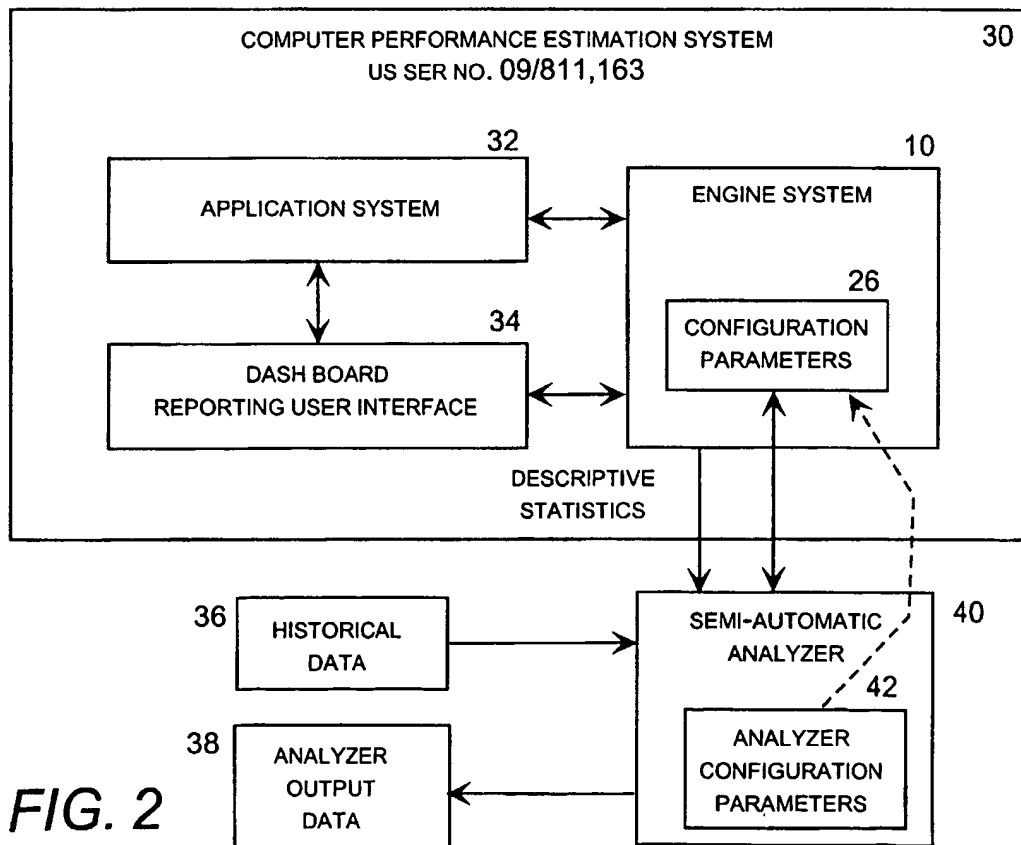 COMPUTER PERFORMANCE ESTIMATION SYSTEM
30
US SER NO. 09/811,163
32
10
APPLICATION SYSTEM
ENGINE SYSTEM
26
CONFIGURATION
PARAMETERS
34
DASH BOARD
REPORTING USER INTERFACE
DESCRIPTIVE
STATISTICS
36
HISTORICAL
DATA
SEMI-AUTOMATIC
ANALYZER
40
42
ANALYZER
CONFIGURATION
PARAMETERS
38
ANALYZER
OUTPUT
DATA
FIG. 2